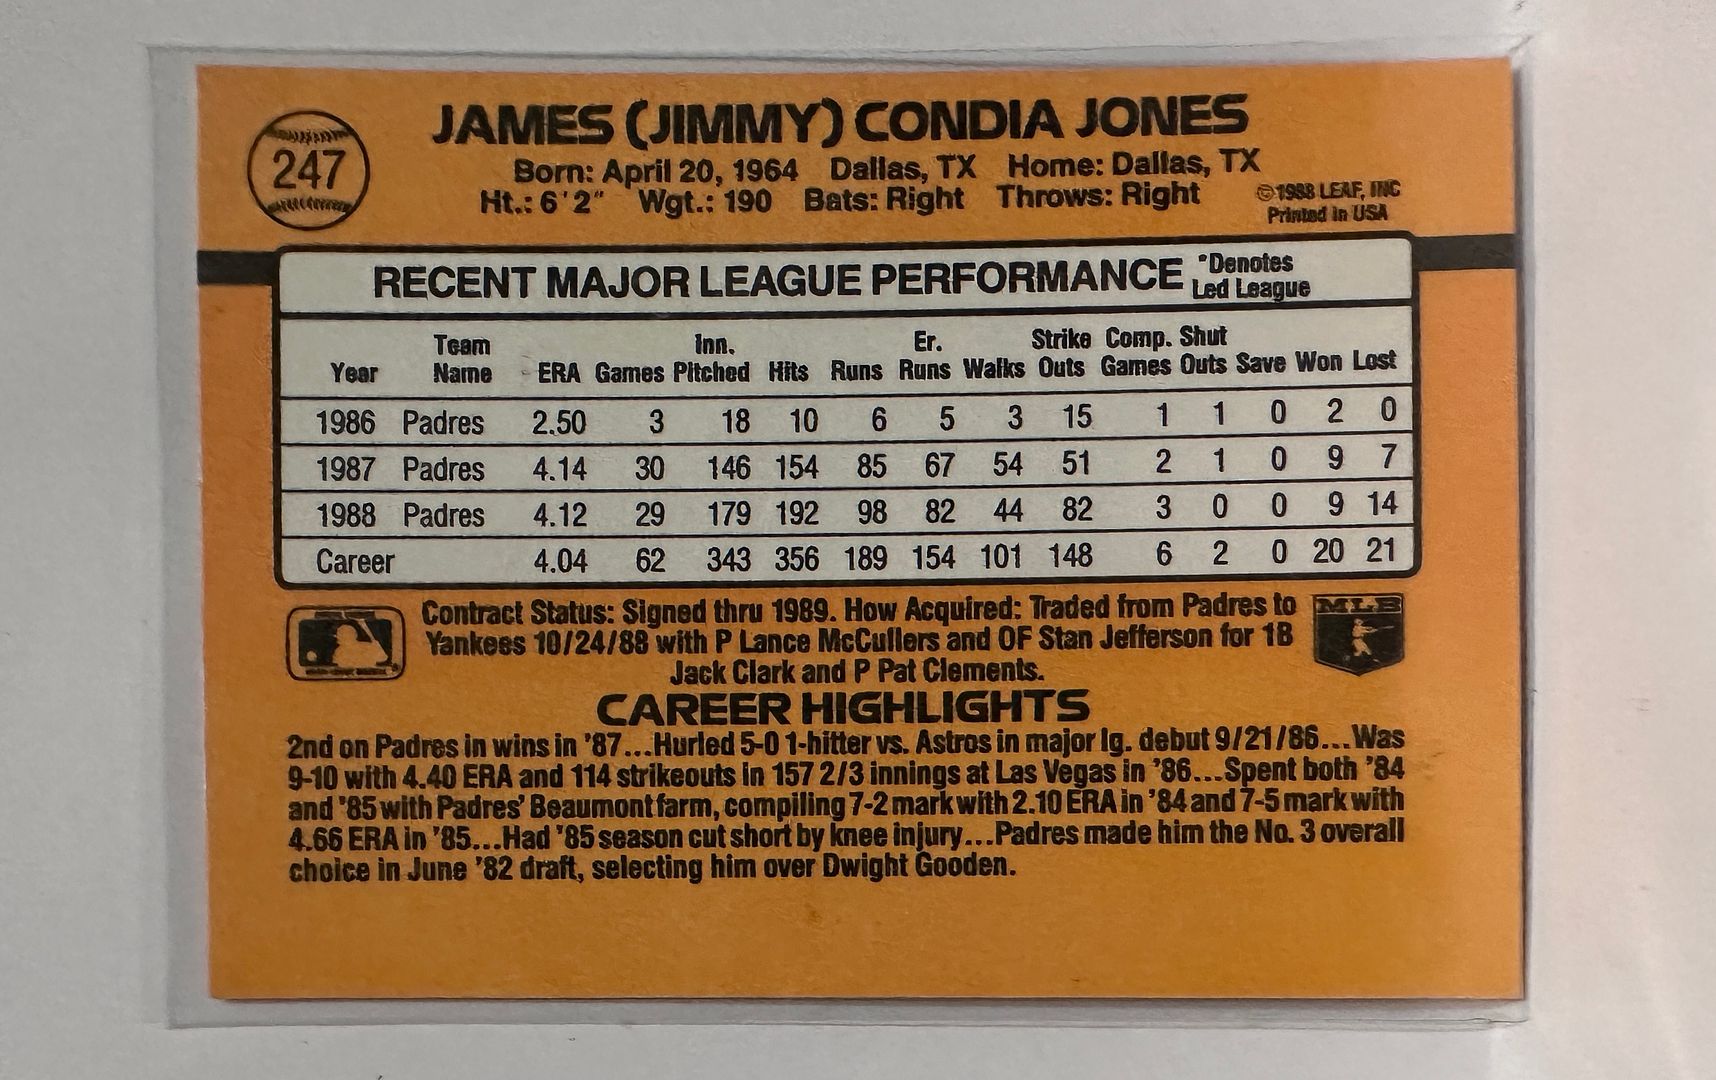 247
JAMES (JIMMY) CONDIA JONES
Born: April 20, 1964 Dallas, TX Home: Dallas, TX
Ht.: 6'2" Wgt.: 190 Bats: Right Throws: Right
©1988 LEAF, INC
Printed in USA
RECENT MAJOR LEAGUE PERFORMANCE *Denotes Led League
Year Team Name ERA Games Inn. Pitched Hits Runs Er. Runs Walks Strike Outs Comp. Games Shut Outs Save Won Lost
1986 Padres 2.50 3 18 10 6 5 3 15 1 1 0 2 0
1987 Padres 4.14 30 146 154 85 67 54 51 2 1 0 9 7
1988 Padres 4.12 29 179 192 98 82 44 82 3 0 0 9 14
Career 4.04 62 343 356 189 154 101 148 6 2 0 20 21
Contract Status: Signed thru 1989. How Acquired: Traded from Padres to
Yankees 10/24/88 with P Lance McCullers and OF Stan Jefferson for 1B
Jack Clark and P Pat Clements.
MLB
CAREER HIGHLIGHTS
2nd on Padres in wins in '87...Hurled 5-0 1-hitter vs. Astros in major lg. debut 9/21/86...Was
9-10 with 4.40 ERA and 114 strikeouts in 157 2/3 innings at Las Vegas in '86...Spent both '84
and '85 with Padres' Beaumont farm, compiling 7-2 mark with 2.10 ERA in '84 and 7-5 mark with
4.66 ERA in '85...Had '85 season cut short by knee injury...Padres made him the No. 3 overall
choice in June '82 draft, selecting him over Dwight Gooden.